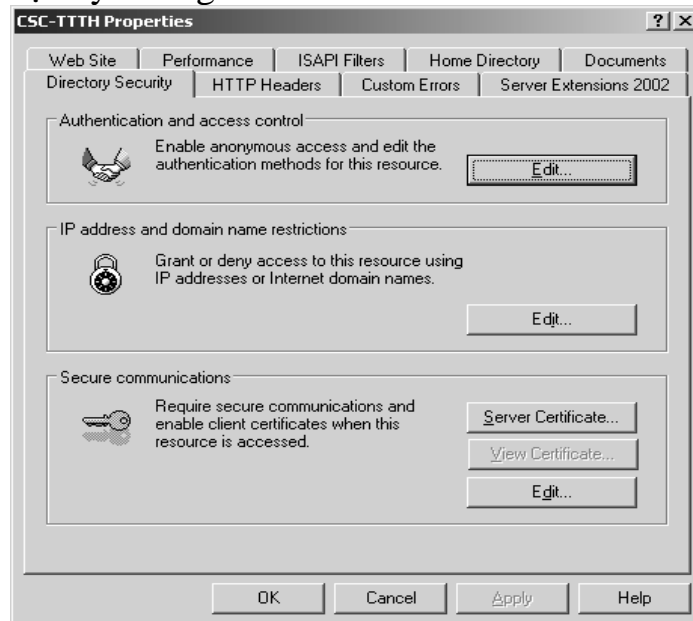 CSC-TTTH Properties
Web Site Performance ISAPI Filters Home Directory Documents
Directory Security HTTP Headers Custom Errors Server Extensions 2002
Authentication and access control
Enable anonymous access and edit the
authentication methods for this resource.
Edit...
IP address and domain name restrictions
Grant or deny access to this resource using
IP addresses or Internet domain names.
Edit...
Secure communications
Require secure communications and
enable client certificates when this
resource is accessed.
Server Certificate...
View Certificate...
Edit...
OK Cancel Apply Help